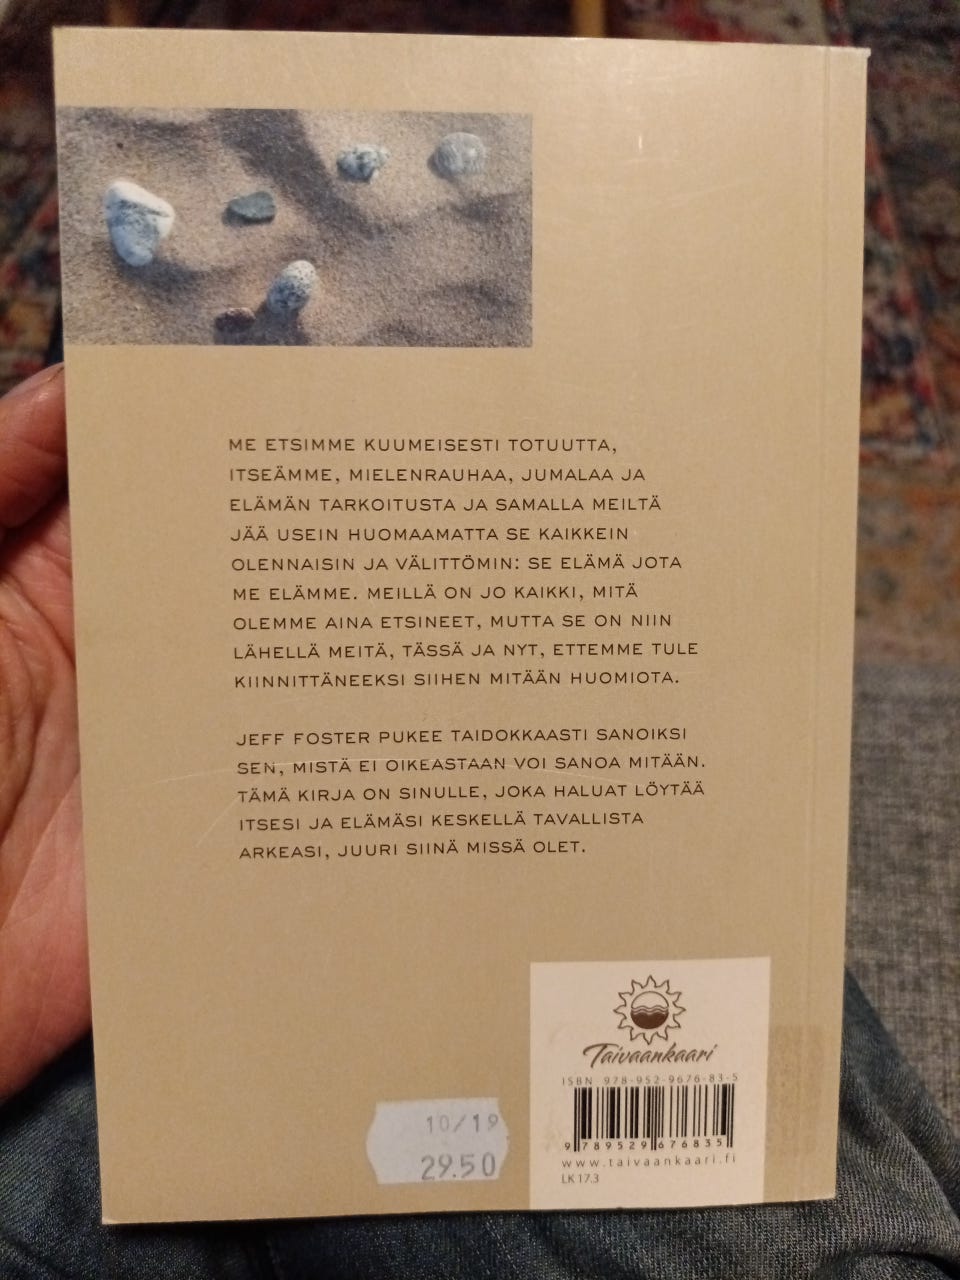 ME ETSIMME KUUMEISESTI TOTUUTTA,
ITSEÄMME, MIELENRAUHAA, JUMALAA JA
ELÄMÄN TARKOITUSTA JA SAMALLA MEILTÄ
JÄÄ USEIN HUOMAAMATTA SE KAIKKEIN
OLENNAISIN JA VÄLITTÖMIN: SE ELÄMÄ JOTA
ME ELÄMME. MEILLÄ ON JO KAIKKI, MITÄ
OLEMME AINA ETSINEET, MUTTA SE ON NIIN
LÄHELLÄ MEITÄ, TÄSSÄ JA NYT, ETTEMME TULE
KIINNITTÄNEEKSI SIIHEN MITÄÄN HUOMIOTA.
JEFF FOSTER PUKEE TAIDOKKAASTI SANOIKSI
SEN, MISTÄ EI OIKEASTAAN VOI SANOA MITÄÄN.
TÄMÄ KIRJA ON SINULLE, JOKA HALUAT LÖYTÄÄ
ITSESI JA ELÄMÄSI KESKELLÄ TAVALLISTA
ARKEASI, JUURI SIINÄ MISSÄ OLET.
Taivaankaari
ISBN 978-952-9676-83-5
9 789529 676835
www.taivaankaari.fi
LK 17.3
10/19
29.50